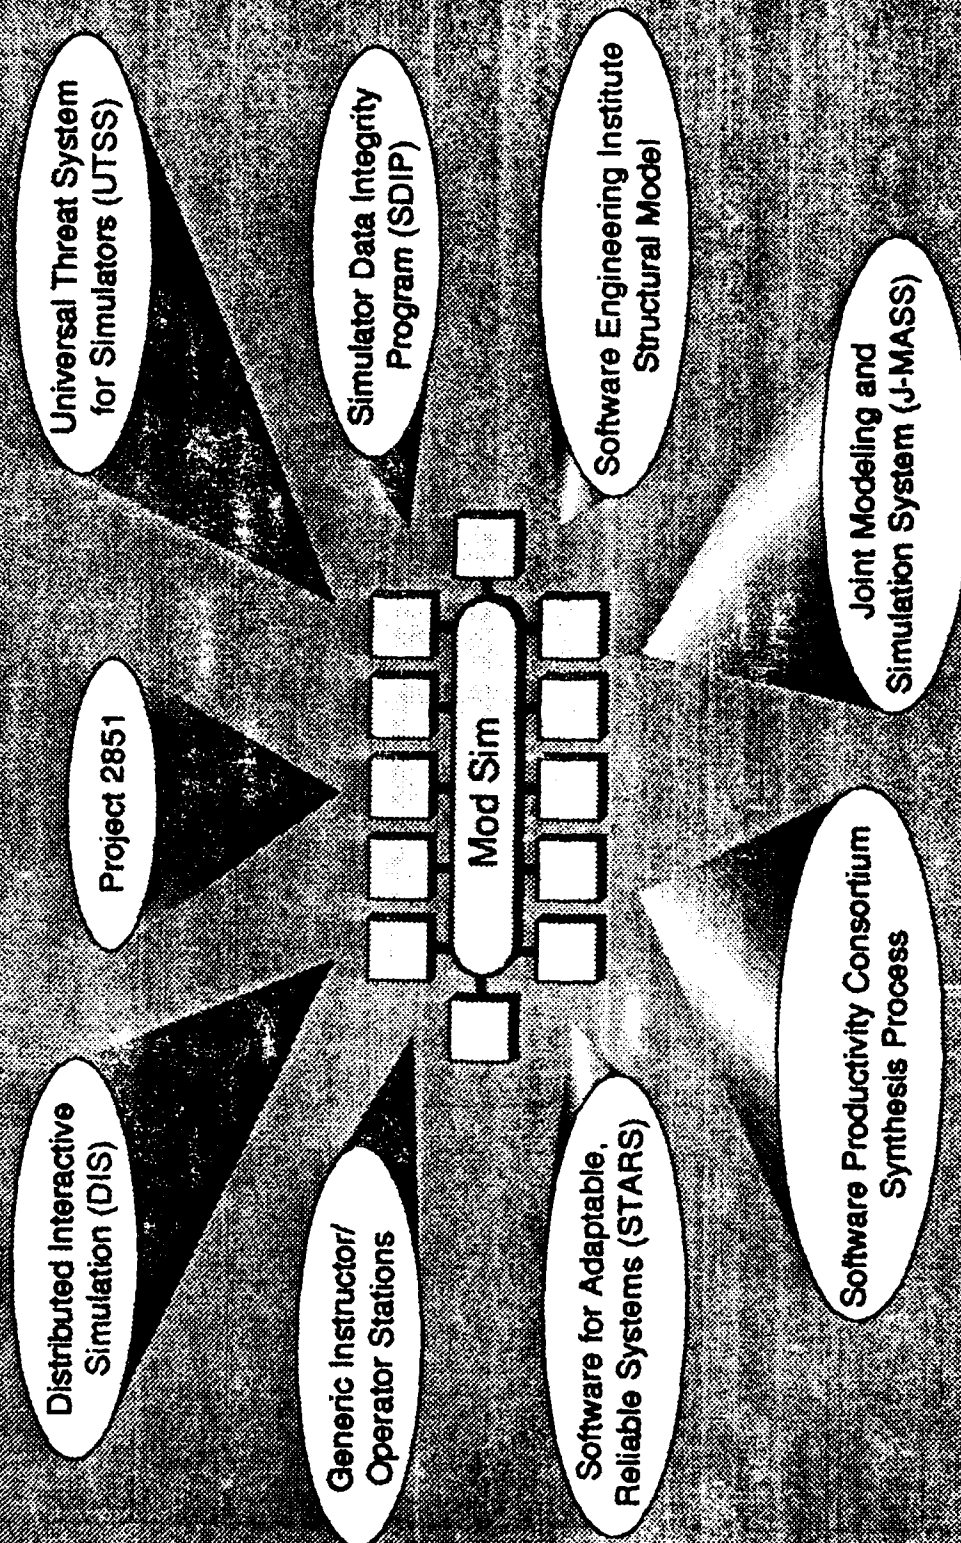 Distributed Interactive
Simulation (DIS)
Project 2851
Universal Threat System
for Simulators (UTSS)
Generic Instructor/
Operator Stations
Simulator Data Integrity
Program (SDIP)
Mod Sim
Software for Adaptable,
Reliable Systems (STARS)
Software Engineering Institute
Structural Model
Software Productivity Consortium
Synthesis Process
Joint Modeling and
Simulation System (J-MASS)